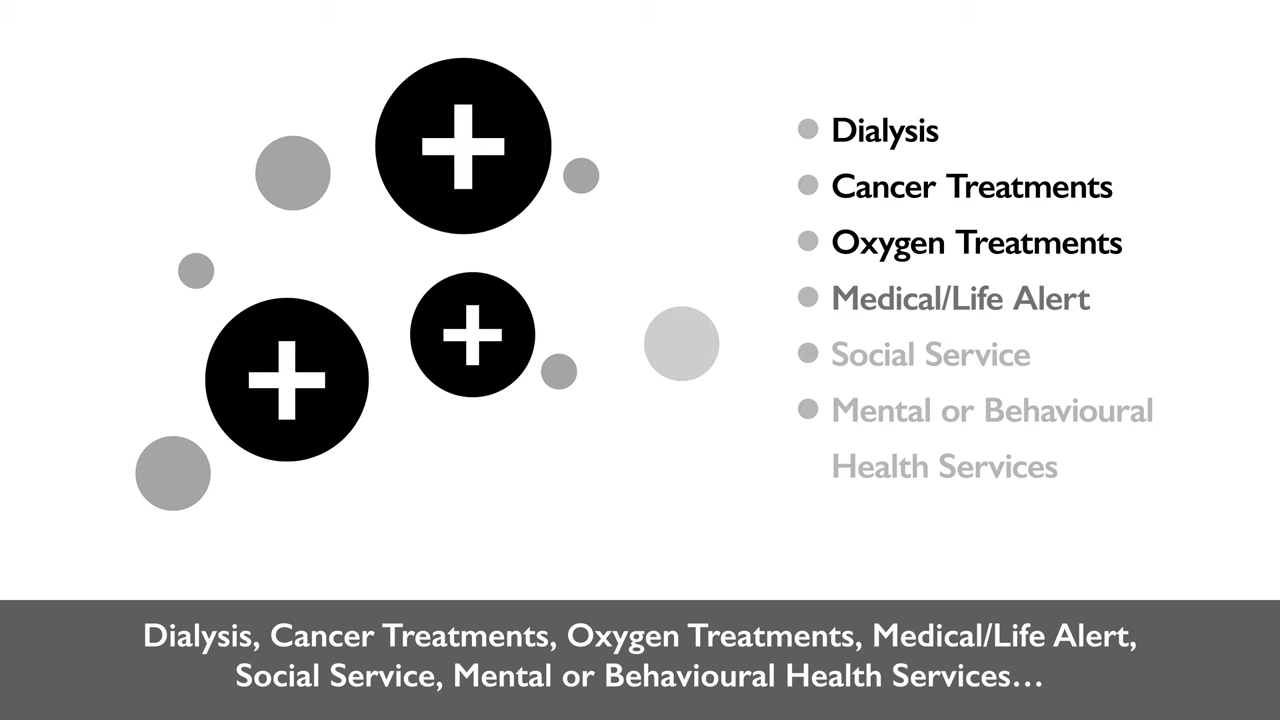 Dialysis
Cancer Treatments
Oxygen Treatments
Medical/Life Alert
Social Service
Mental or Behavioural
Health Services
Dialysis, Cancer Treatments, Oxygen Treatments, Medical/Life Alert,
Social Service, Mental or Behavioural Health Services…